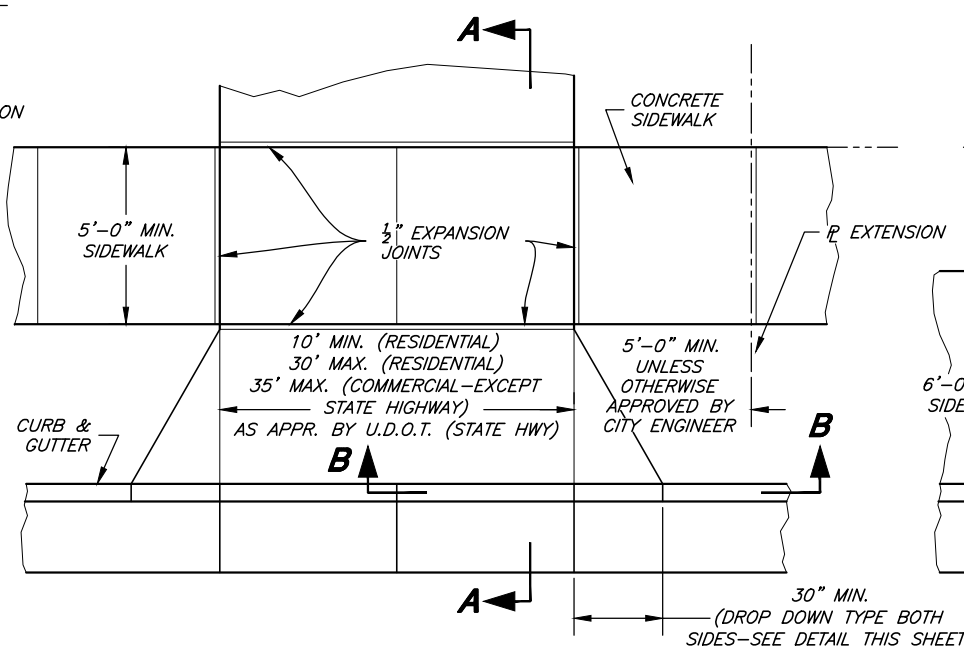 A
ON
CONCRETE
SIDEWALK
5'-0" MIN.
SIDEWALK
½" EXPANSION
JOINTS
PL EXTENSION
10' MIN. (RESIDENTIAL)
30' MAX. (RESIDENTIAL)
35' MAX. (COMMERCIAL-EXCEPT
STATE HIGHWAY)
AS APPR. BY U.D.O.T. (STATE HWY)
5'-0" MIN.
UNLESS
OTHERWISE
APPROVED BY
CITY ENGINEER
6'-0
SIDE
CURB &
GUTTER
B
B
A
30" MIN.
(DROP DOWN TYPE BOTH
SIDES-SEE DETAIL THIS SHEET